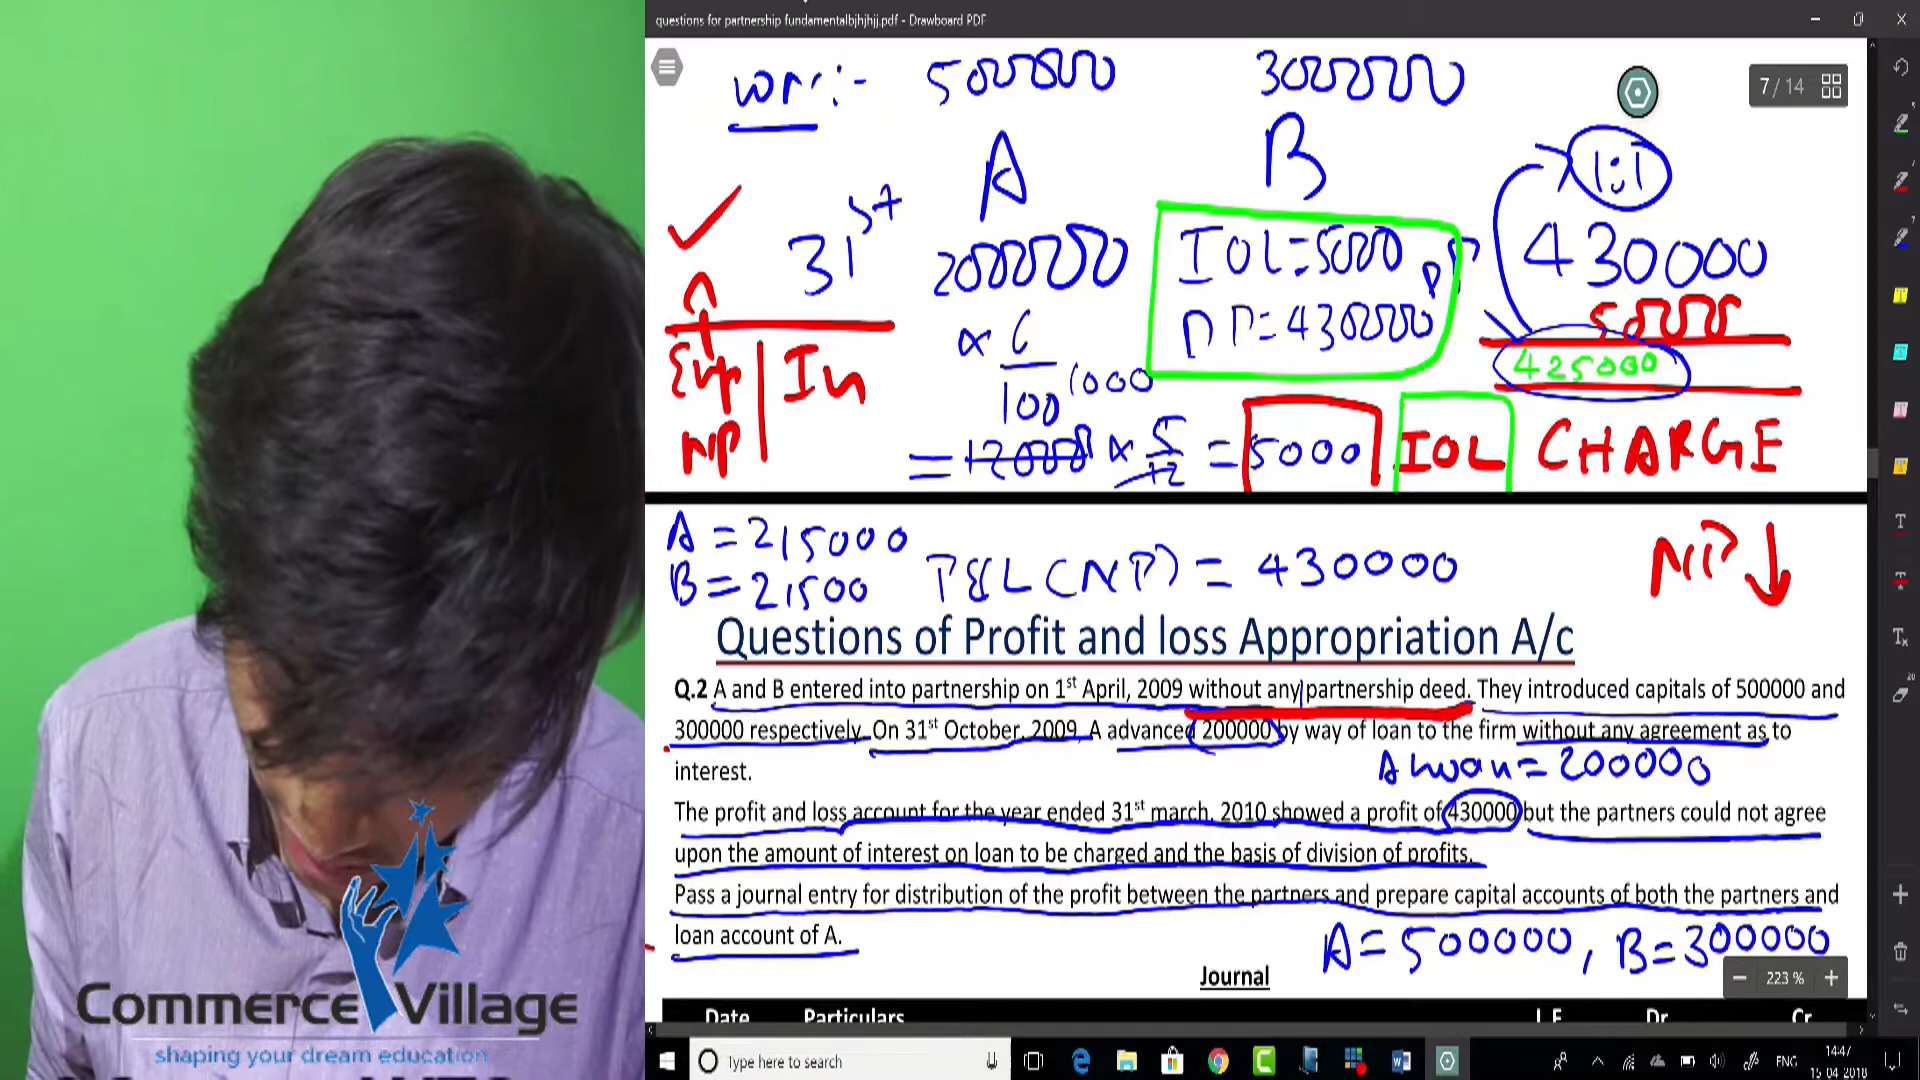 questions for partnership fundamentalbjhjhjj.pdf - Drawboard PDF
7 / 14
500000 300000
A B 1:1
31st 200000 IOL=5000 430000
NP=430000 5000
× 6/100 425000
Exp In
NP
1000
= 12000 × 5/12 = 5000 IOL CHARGE
A = 215000
B = 21500 P&L (NP) = 430000 NP↓
Questions of Profit and loss Appropriation A/c
Q.2 A and B entered into partnership on 1st April, 2009 without any partnership deed. They introduced capitals of 500000 and
300000 respectively. On 31st October, 2009, A advanced 200000 by way of loan to the firm without any agreement as to
interest.
A loan = 200000
The profit and loss account for the year ended 31st march, 2010 showed a profit of 430000 but the partners could not agree
upon the amount of interest on loan to be charged and the basis of division of profits.
Pass a journal entry for distribution of the profit between the partners and prepare capital accounts of both the partners and
loan account of A.
A = 500000, B = 300000
Journal
223 %
Date Particulars L.F Dr. Cr.
Commerce Village
shaping your dream education
Type here to search
ENG
14:47
15-04-2018